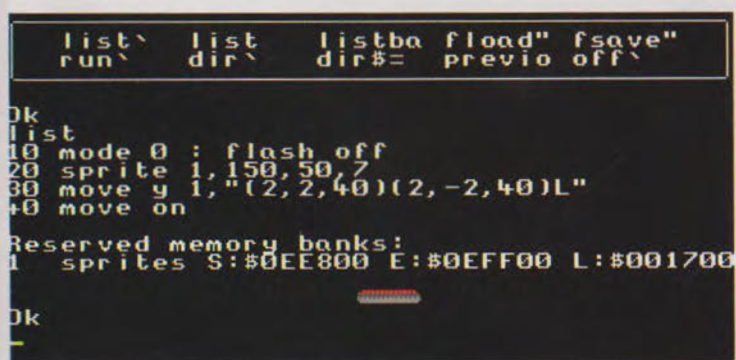 list` list listba fload" fsave"
run` dir` dir$= previo off`
Ok
list
10 mode 0 : flash off
20 sprite 1,150,50,7
30 move y 1,"(2,2,40)(2,-2,40)L"
40 move on
Reserved memory banks:
1 sprites S:$0EE800 E:$0EFF00 L:$001700
Ok